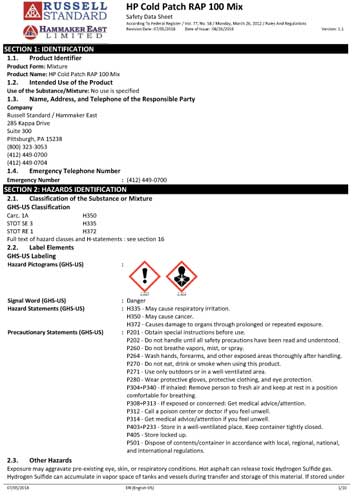 RUSSELL
STANDARD
HAMMAKER EAST
LIMITED
HP Cold Patch RAP 100 Mix
Safety Data Sheet
According To Federal Register / Vol. 77, No. 58 / Monday, March 26, 2012 / Rules And Regulations
Revision Date: 07/05/2018 Date of Issue: 08/20/2018 Version: 1.1
SECTION 1: IDENTIFICATION
1.1. Product Identifier
Product Form: Mixture
Product Name: HP Cold Patch RAP 100 Mix
1.2. Intended Use of the Product
Use of the Substance/Mixture: No use is specified
1.3. Name, Address, and Telephone of the Responsible Party
Company
Russell Standard / Hammaker East
285 Kappa Drive
Suite 300
Pittsburgh, PA 15238
(800) 323-3053
(412) 449-0700
(412) 449-0704
1.4. Emergency Telephone Number
Emergency Number : (412) 449-0700
SECTION 2: HAZARDS IDENTIFICATION
2.1. Classification of the Substance or Mixture
GHS-US Classification
Carc. 1A H350
STOT SE 3 H335
STOT RE 1 H372
Full text of hazard classes and H-statements : see section 16
2.2. Label Elements
GHS-US Labeling
Hazard Pictograms (GHS-US) :
Signal Word (GHS-US) : Danger
Hazard Statements (GHS-US) : H335 - May cause respiratory irritation.
H350 - May cause cancer.
H372 - Causes damage to organs through prolonged or repeated exposure.
Precautionary Statements (GHS-US) : P201 - Obtain special instructions before use.
P202 - Do not handle until all safety precautions have been read and understood.
P260 - Do not breathe vapors, mist, or spray.
P264 - Wash hands, forearms, and other exposed areas thoroughly after handling.
P270 - Do not eat, drink or smoke when using this product.
P271 - Use only outdoors or in a well-ventilated area.
P280 - Wear protective gloves, protective clothing, and eye protection.
P304+P340 - If inhaled: Remove person to fresh air and keep at rest in a position
comfortable for breathing.
P308+P313 - If exposed or concerned: Get medical advice/attention.
P312 - Call a poison center or doctor if you feel unwell.
P314 - Get medical advice/attention if you feel unwell.
P403+P233 - Store in a well-ventilated place. Keep container tightly closed.
P405 - Store locked up.
P501 - Dispose of contents/container in accordance with local, regional, national,
and international regulations.
2.3. Other Hazards
Exposure may aggravate pre-existing eye, skin, or respiratory conditions. Hot asphalt can release toxic Hydrogen Sulfide gas.
Hydrogen Sulfide can accumulate in vapor space of tanks and vessels during transfer and storage of this material. If stored under
07/05/2018 EN (English US) 1/10